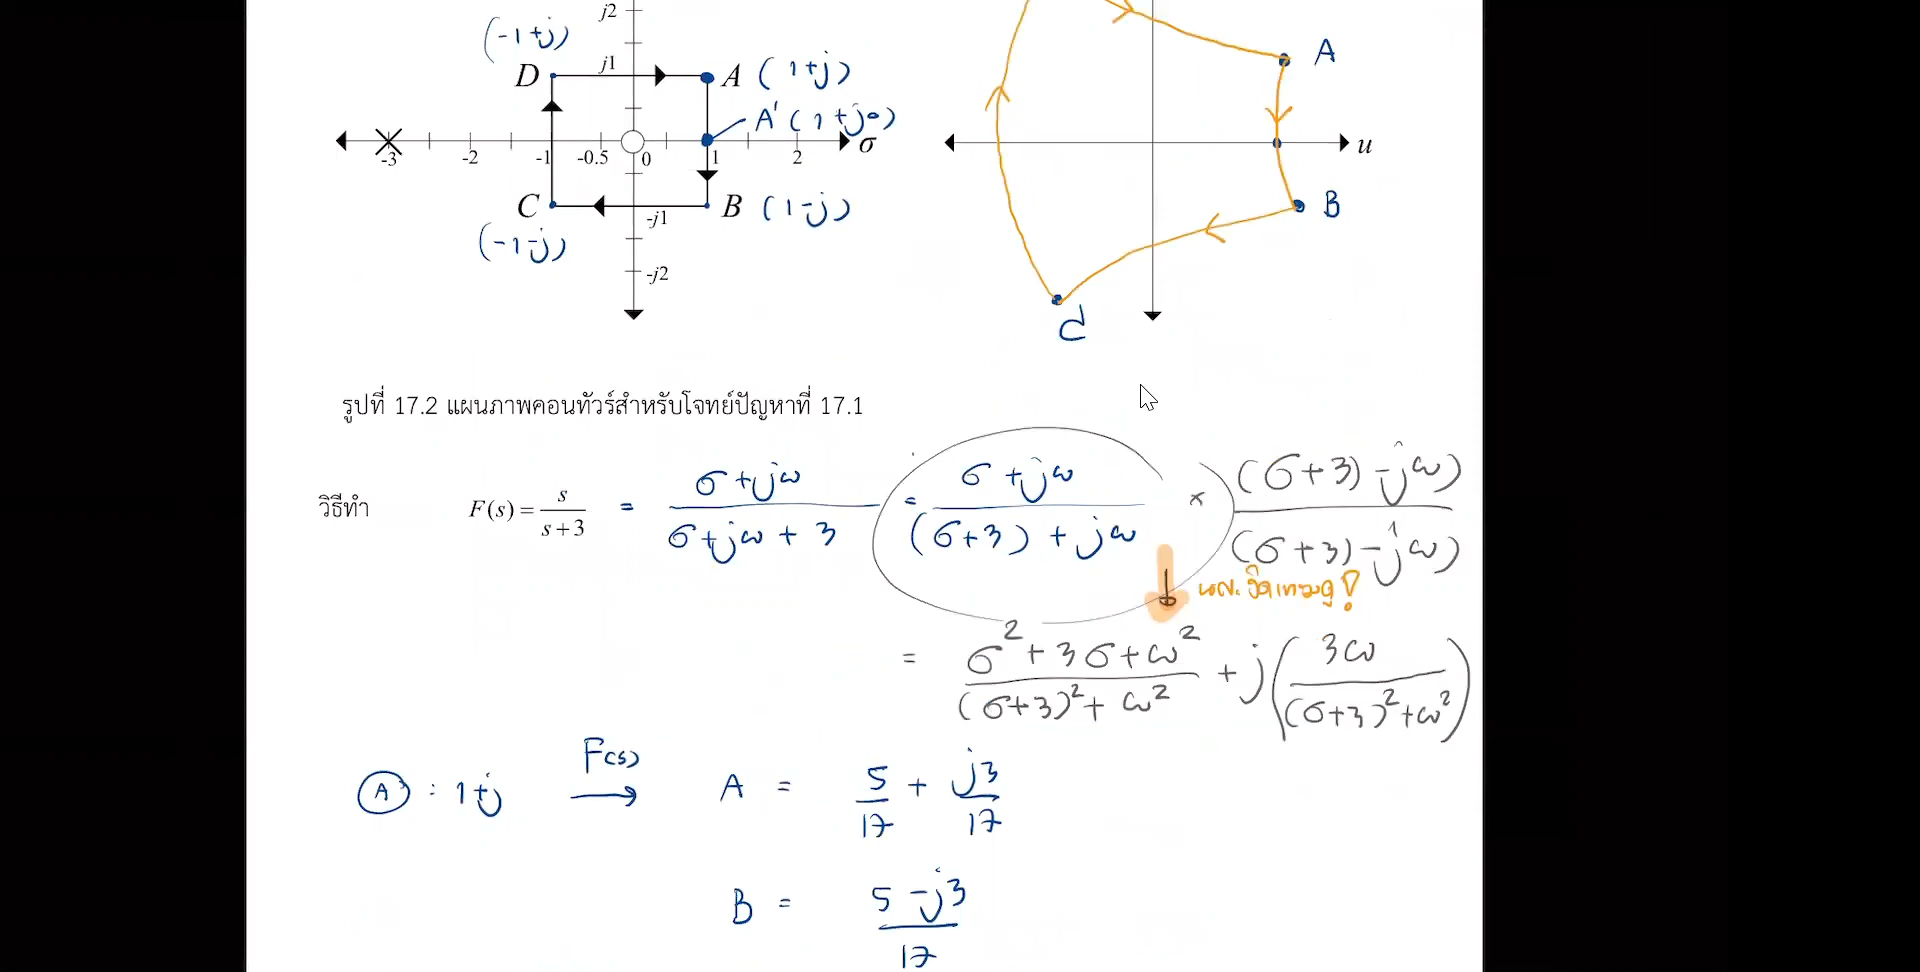 j2
(-1+j)
D j1 A (1+j) A
A' (1+j0)
-3 -2 -1 -0.5 0 1 2 σ u
C -j1 B (1-j) B
(-1-j)
-j2
C
รูปที่ 17.2 แผนภาพคอนทัวร์สำหรับโจทย์ปัญหาที่ 17.1
วิธีทำ F(s) = s/(s+3) = (σ+jω)/(σ+jω+3) = (σ+jω)/((σ+3)+jω) × ((σ+3)-jω)/((σ+3)-jω)
= (σ²+3σ+ω²)/((σ+3)²+ω²) + j(3ω/((σ+3)²+ω²))
A : 1+j F(s) → A = 5/17 + j3/17
B = (5-j3)/17